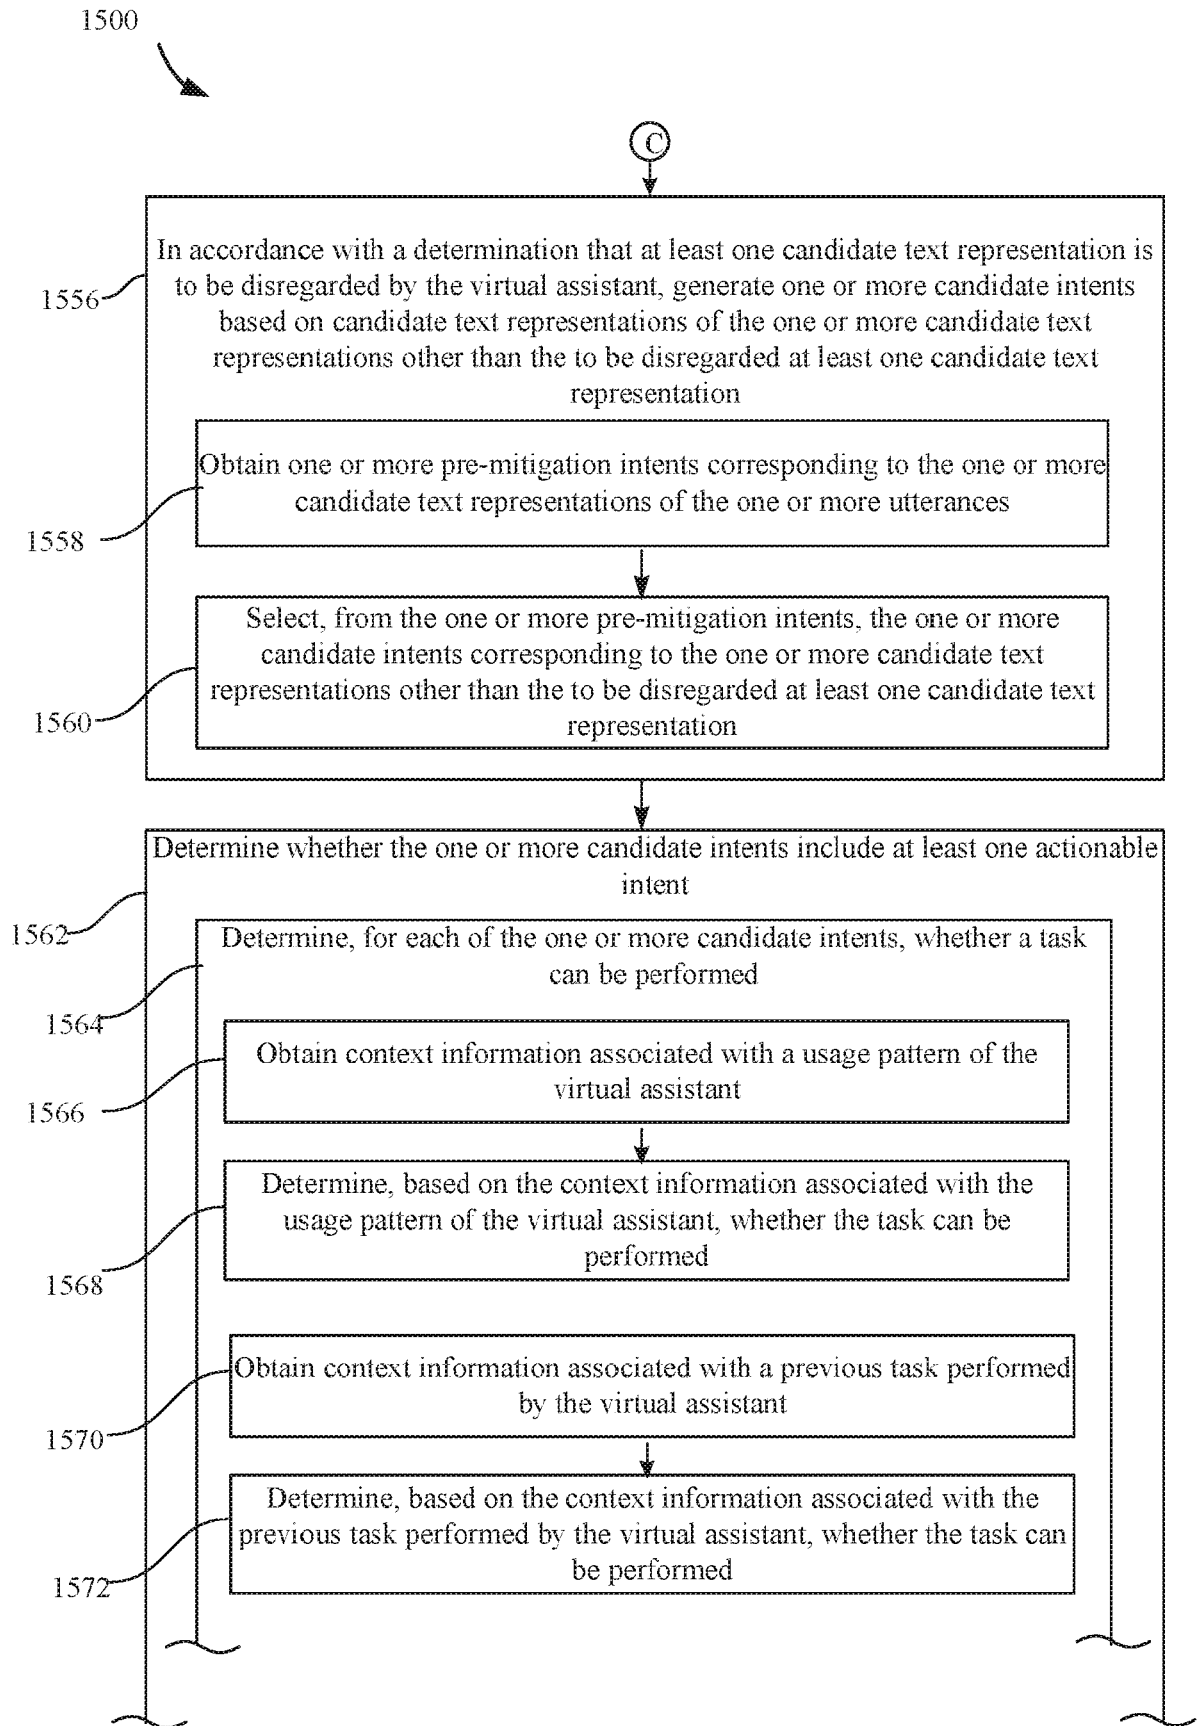 1500
C
In accordance with a determination that at least one candidate text representation is
to be disregarded by the virtual assistant, generate one or more candidate intents
based on candidate text representations of the one or more candidate text
representations other than the to be disregarded at least one candidate text
representation
1556
Obtain one or more pre-mitigation intents corresponding to the one or more
candidate text representations of the one or more utterances
1558
Select, from the one or more pre-mitigation intents, the one or more
candidate intents corresponding to the one or more candidate text
representations other than the to be disregarded at least one candidate text
representation
1560
Determine whether the one or more candidate intents include at least one actionable
intent
1562
Determine, for each of the one or more candidate intents, whether a task
can be performed
1564
Obtain context information associated with a usage pattern of the
virtual assistant
1566
Determine, based on the context information associated with the
usage pattern of the virtual assistant, whether the task can be
performed
1568
Obtain context information associated with a previous task performed
by the virtual assistant
1570
Determine, based on the context information associated with the
previous task performed by the virtual assistant, whether the task can
be performed
1572